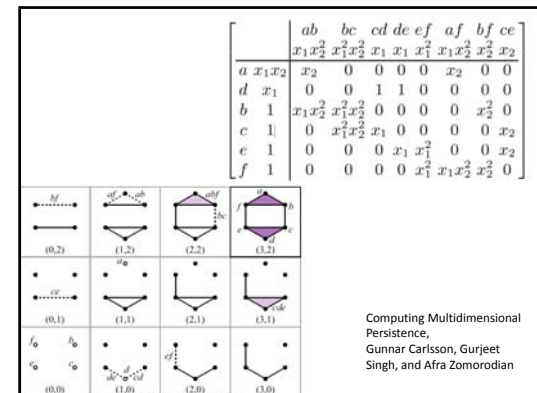 ab bc cd de ef af bf ce
x₁x₂² x₁²x₂² x₁ x₁ x₁² x₁x₂² x₂² x₂
a x₁x₂ x₂ 0 0 0 0 x₂ 0 0
d x₁ 0 0 1 1 0 0 0 0
b 1 x₁x₂² x₁²x₂² 0 0 0 0 x₂² 0
c 1 0 x₁²x₂² x₁ 0 0 0 0 x₂
e 1 0 0 0 x₁ x₁² 0 0 x₂
f 1 0 0 0 0 x₁² x₁x₂² x₂² 0
bf af ab abf bc a f b e c d
(0,2) (1,2) (2,2) (3,2)
ce a cde
(0,1) (1,1) (2,1) (3,1)
f b e c de d cd ef
(0,0) (1,0) (2,0) (3,0)
Computing Multidimensional
Persistence,
Gunnar Carlsson, Gurjeet
Singh, and Afra Zomorodian